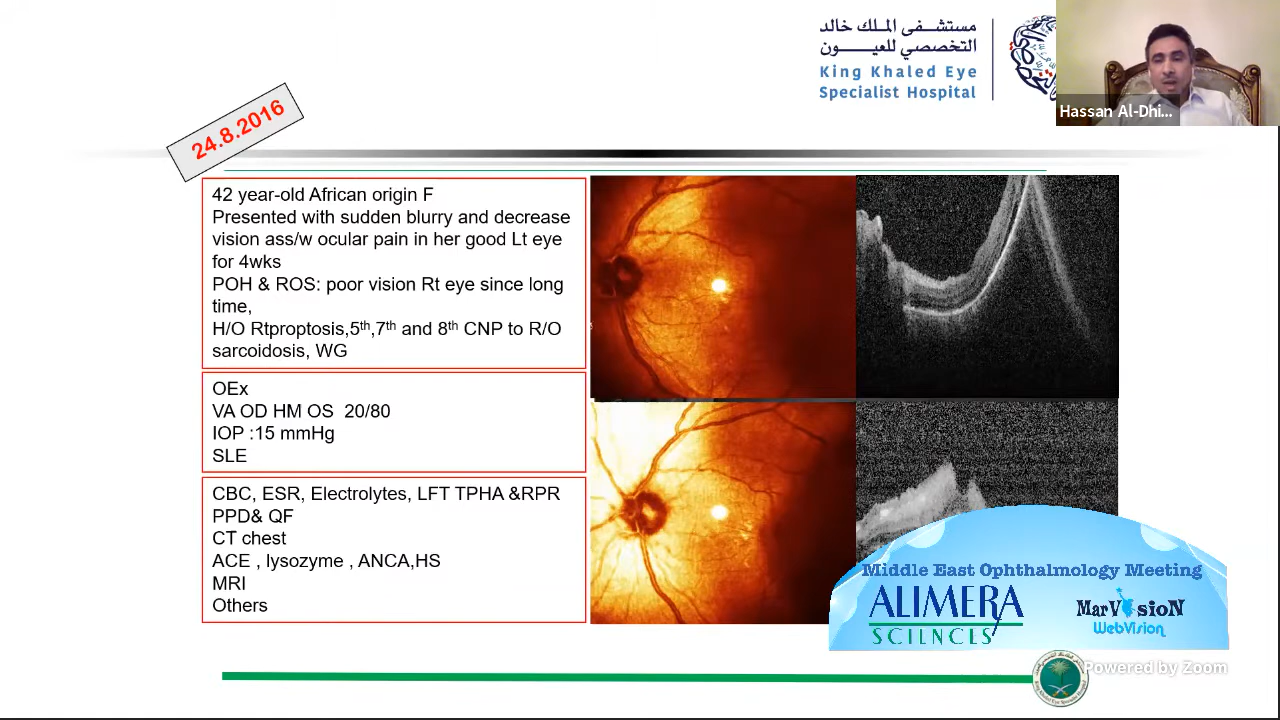 مستشفى الملك خالد
التخصصي للعيون
King Khaled Eye
Specialist Hospital
Hassan Al-Dhi...
24.8.2016
42 year-old African origin F
Presented with sudden blurry and decrease
vision ass/w ocular pain in her good Lt eye
for 4wks
POH & ROS: poor vision Rt eye since long
time,
H/O Rtproptosis,5th,7th and 8th CNP to R/O
sarcoidosis, WG
OEx
VA OD HM OS 20/80
IOP :15 mmHg
SLE
CBC, ESR, Electrolytes, LFT TPHA &RPR
PPD& QF
CT chest
ACE , lysozyme , ANCA,HS
MRI
Others
Middle East Ophthalmology Meeting
ALIMERA
SCIENCES
MarVisioN
WebVision
Powered by Zoom